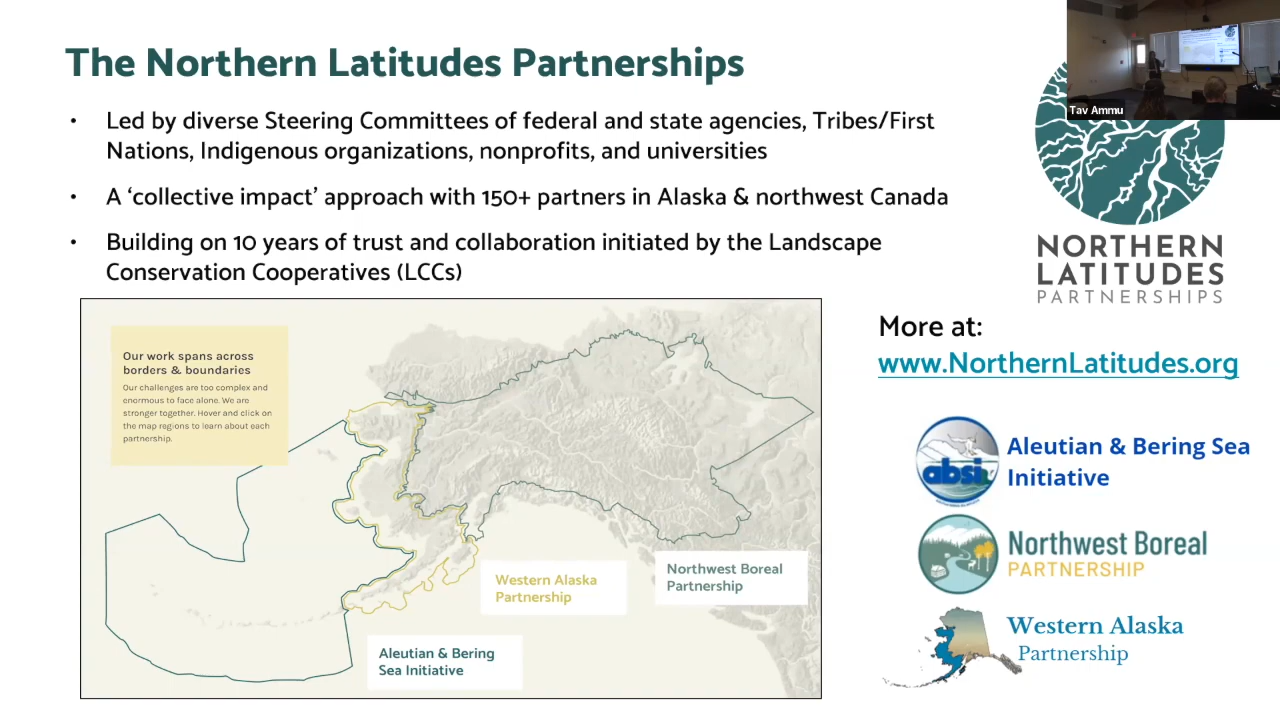 The Northern Latitudes Partnerships
• Led by diverse Steering Committees of federal and state agencies, Tribes/First
Nations, Indigenous organizations, nonprofits, and universities
• A ‘collective impact’ approach with 150+ partners in Alaska & northwest Canada
• Building on 10 years of trust and collaboration initiated by the Landscape
Conservation Cooperatives (LCCs)
Tav Ammu
NORTHERN
LATITUDES
PARTNERSHIPS
Our work spans across
borders & boundaries
Our challenges are too complex and
enormous to face alone. We are
stronger together. Hover and click on
the map regions to learn about each
partnership.
Western Alaska
Partnership
Northwest Boreal
Partnership
Aleutian & Bering
Sea Initiative
More at:
www.NorthernLatitudes.org
absi
Aleutian & Bering Sea
Initiative
Northwest Boreal
PARTNERSHIP
Western Alaska
Partnership